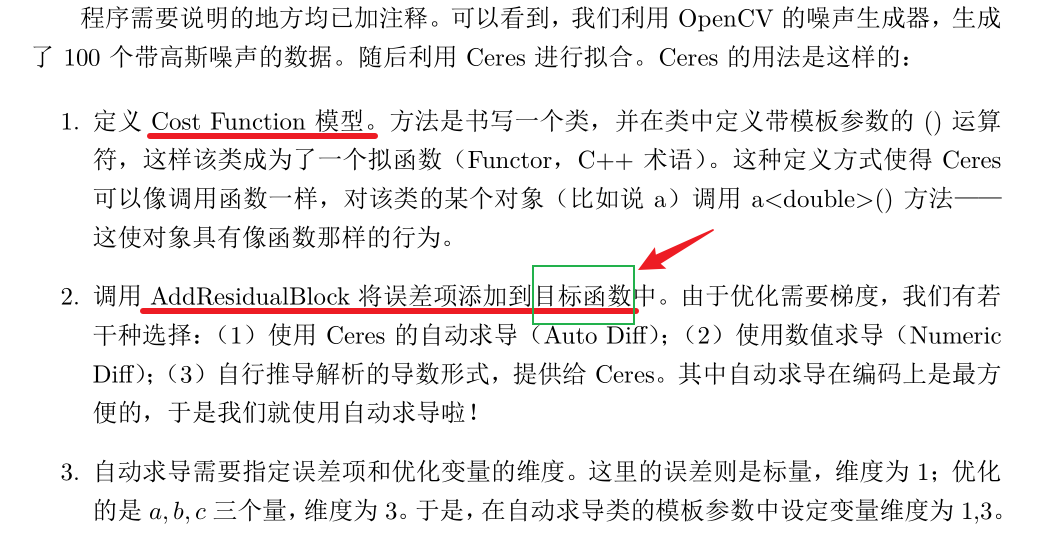 程序需要说明的地方均已加注释。可以看到，我们利用 OpenCV 的噪声生成器，生成
了 100 个带高斯噪声的数据。随后利用 Ceres 进行拟合。Ceres 的用法是这样的：
1. 定义 Cost Function 模型。方法是书写一个类，并在类中定义带模板参数的 () 运算
符，这样该类成为了一个拟函数（Functor，C++ 术语）。这种定义方式使得 Ceres
可以像调用函数一样，对该类的某个对象（比如说 a）调用 a<double>() 方法——
这使对象具有像函数那样的行为。
2. 调用 AddResidualBlock 将误差项添加到目标函数中。由于优化需要梯度，我们有若
干种选择：（1）使用 Ceres 的自动求导（Auto Diff）；（2）使用数值求导（Numeric
Diff）；（3）自行推导解析的导数形式，提供给 Ceres。其中自动求导在编码上是最方
便的，于是我们就使用自动求导啦！
3. 自动求导需要指定误差项和优化变量的维度。这里的误差则是标量，维度为 1；优化
的是 a, b, c 三个量，维度为 3。于是，在自动求导类的模板参数中设定变量维度为 1,3。